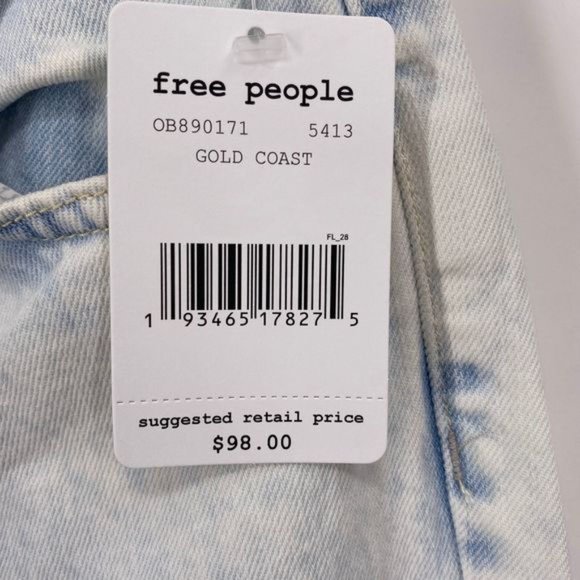 free people
OB890171 5413
GOLD COAST
FL_28
1 93465 17827 5
suggested retail price
$98.00